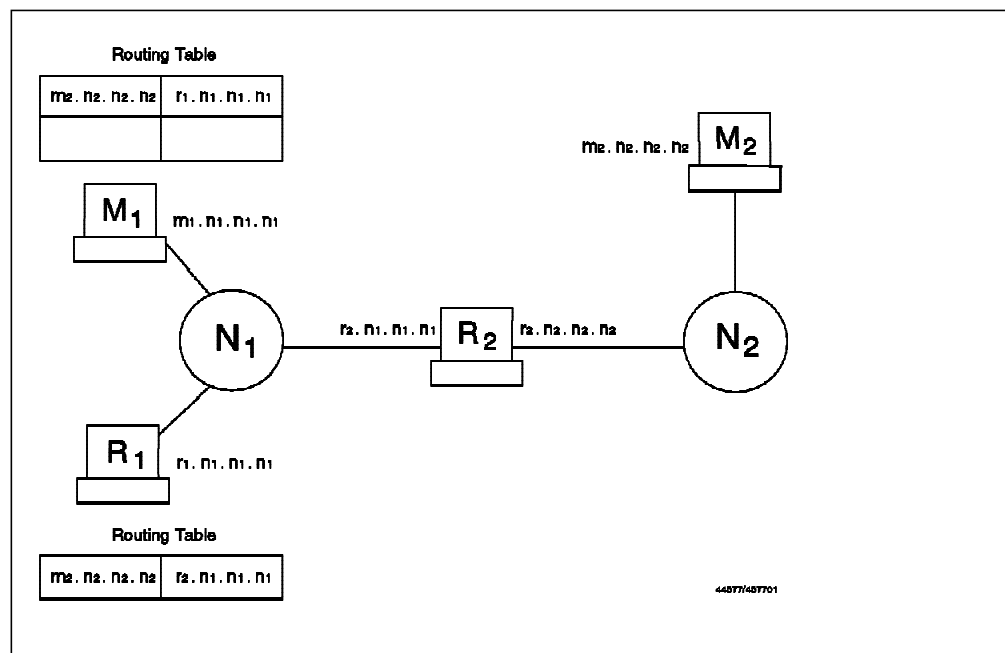 Routing Table
m₂.n₂.n₂.n₂ r₁.n₁.n₁.n₁
M₂
m₂.n₂.n₂.n₂
M₁
m₁.n₁.n₁.n₁
N₁
r₂.n₁.n₁.n₁
R₂
r₂.n₂.n₂.n₂
N₂
R₁
r₁.n₁.n₁.n₁
Routing Table
m₂.n₂.n₂.n₂ r₂.n₁.n₁.n₁
44877/487701